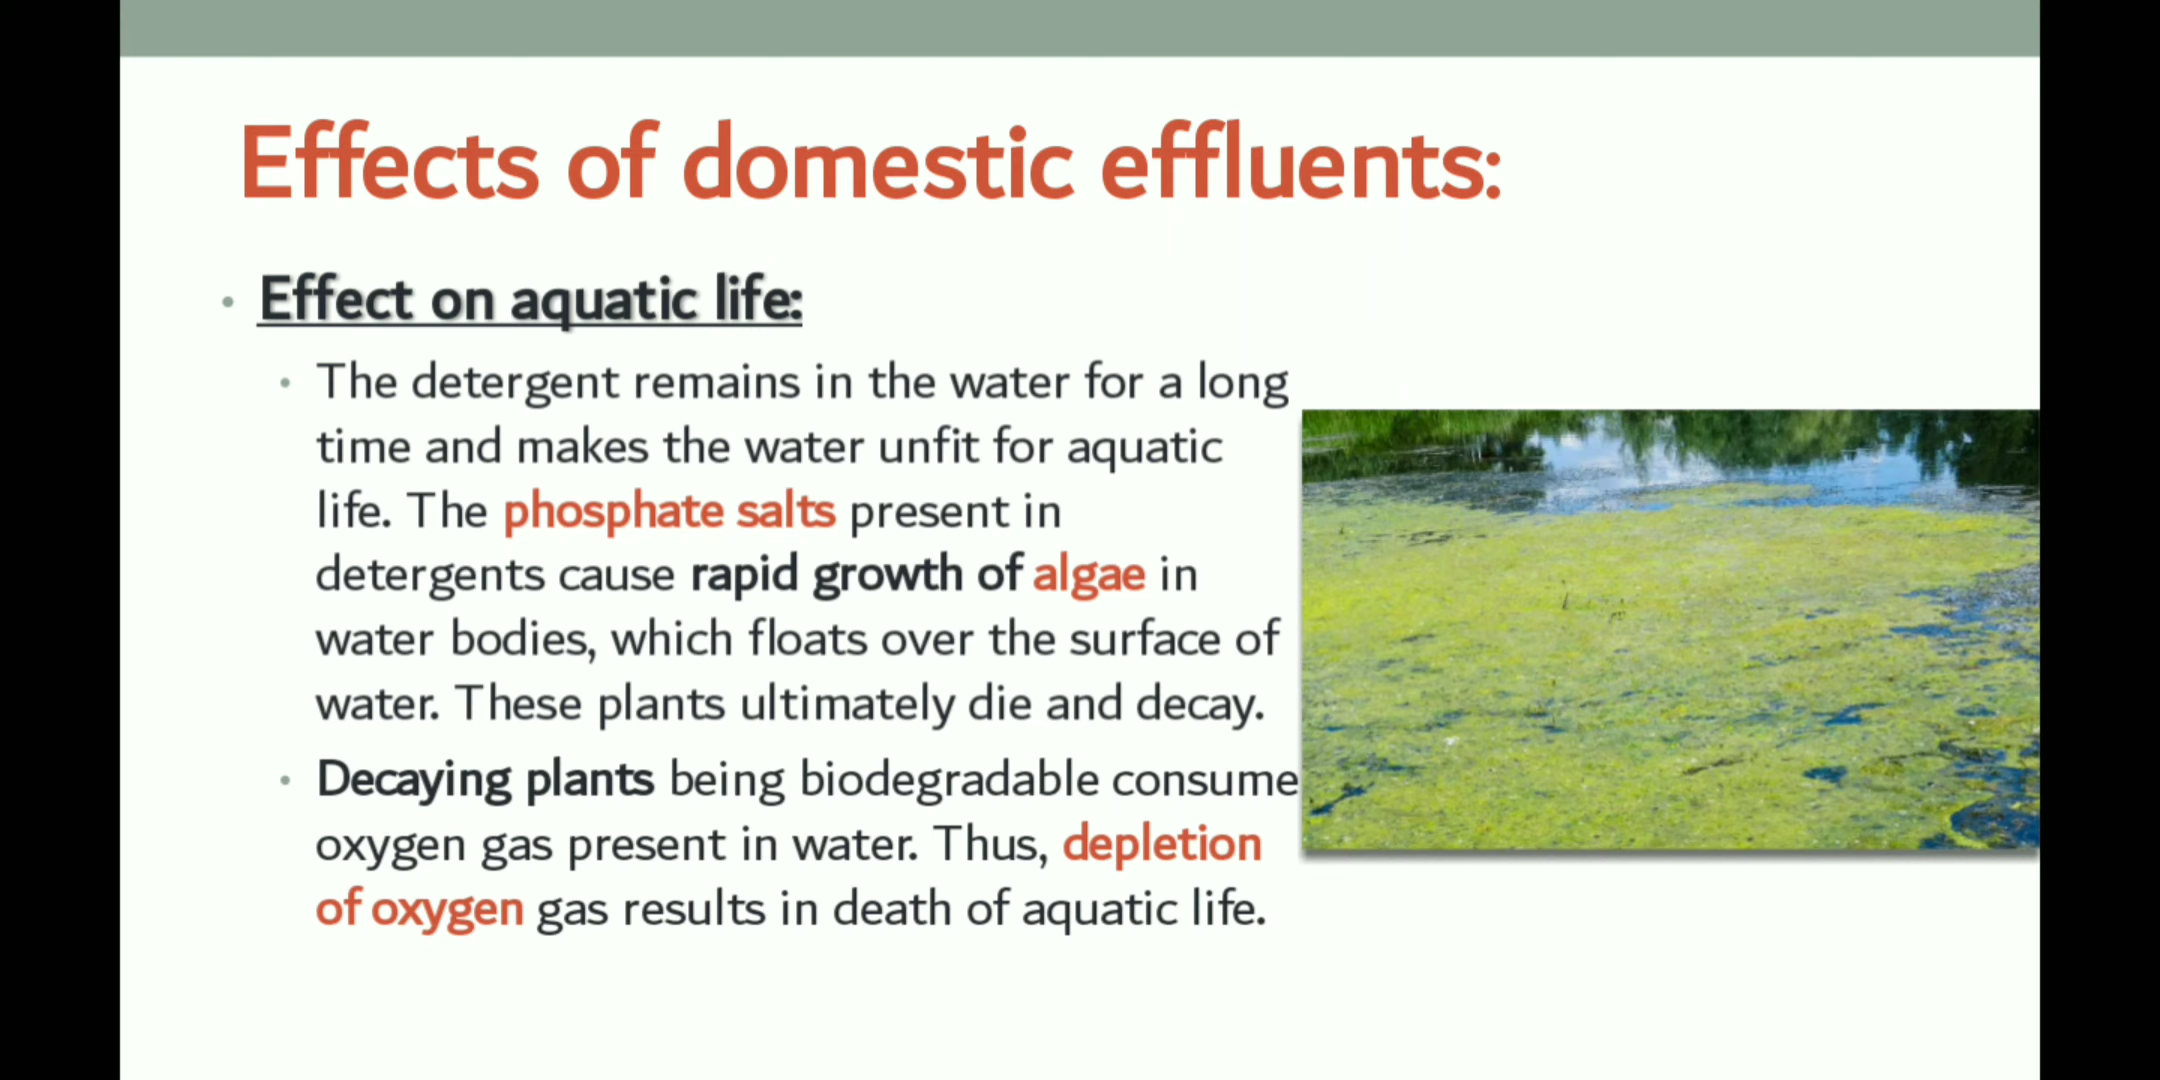 Effects of domestic effluents:
• Effect on aquatic life:
• The detergent remains in the water for a long
time and makes the water unfit for aquatic
life. The phosphate salts present in
detergents cause rapid growth of algae in
water bodies, which floats over the surface of
water. These plants ultimately die and decay.
• Decaying plants being biodegradable consume
oxygen gas present in water. Thus, depletion
of oxygen gas results in death of aquatic life.